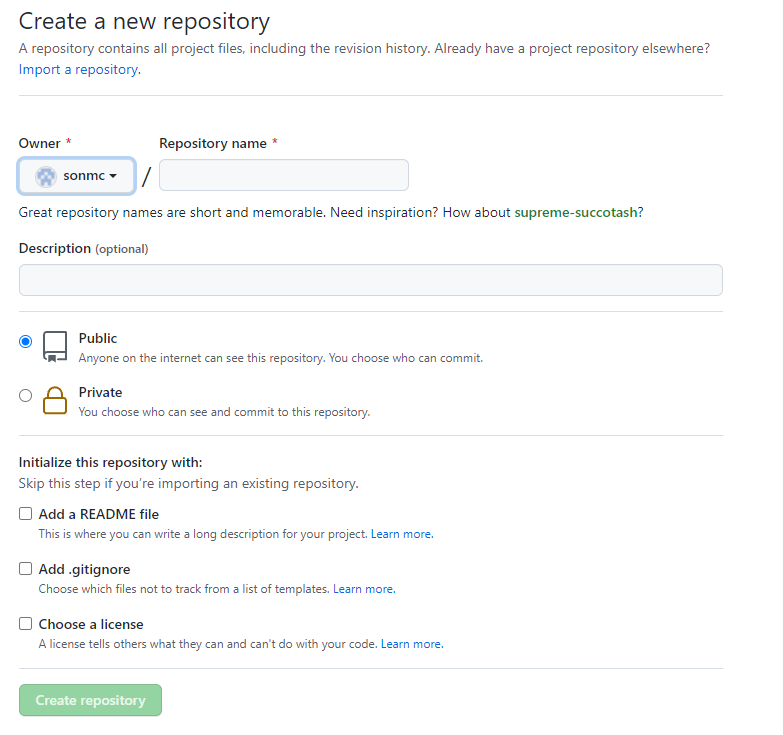 Create a new repository
A repository contains all project files, including the revision history. Already have a project repository elsewhere?
Import a repository.
Owner * Repository name *
sonmc /
Great repository names are short and memorable. Need inspiration? How about supreme-succotash?
Description (optional)
Public
Anyone on the internet can see this repository. You choose who can commit.
Private
You choose who can see and commit to this repository.
Initialize this repository with:
Skip this step if you’re importing an existing repository.
Add a README file
This is where you can write a long description for your project. Learn more.
Add .gitignore
Choose which files not to track from a list of templates. Learn more.
Choose a license
A license tells others what they can and can't do with your code. Learn more.
Create repository